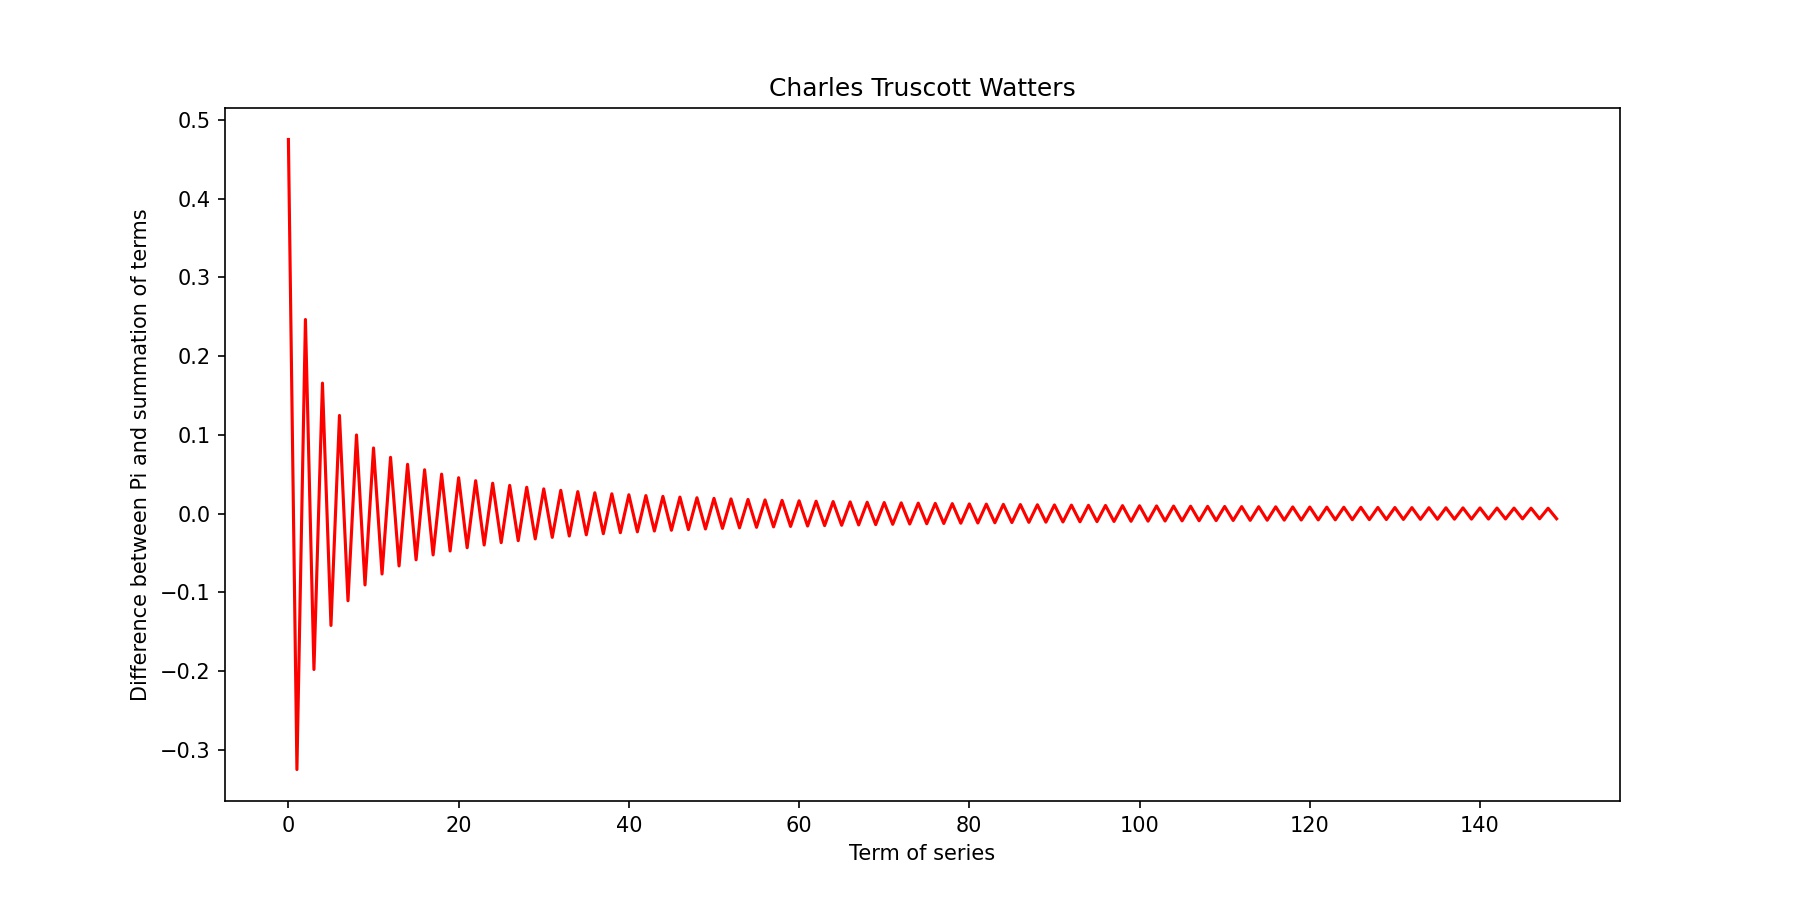 Charles Truscott Watters
Difference between Pi and summation of terms
0.5
0.4
0.3
0.2
0.1
0.0
−0.1
−0.2
−0.3
0 20 40 60 80 100 120 140
Term of series